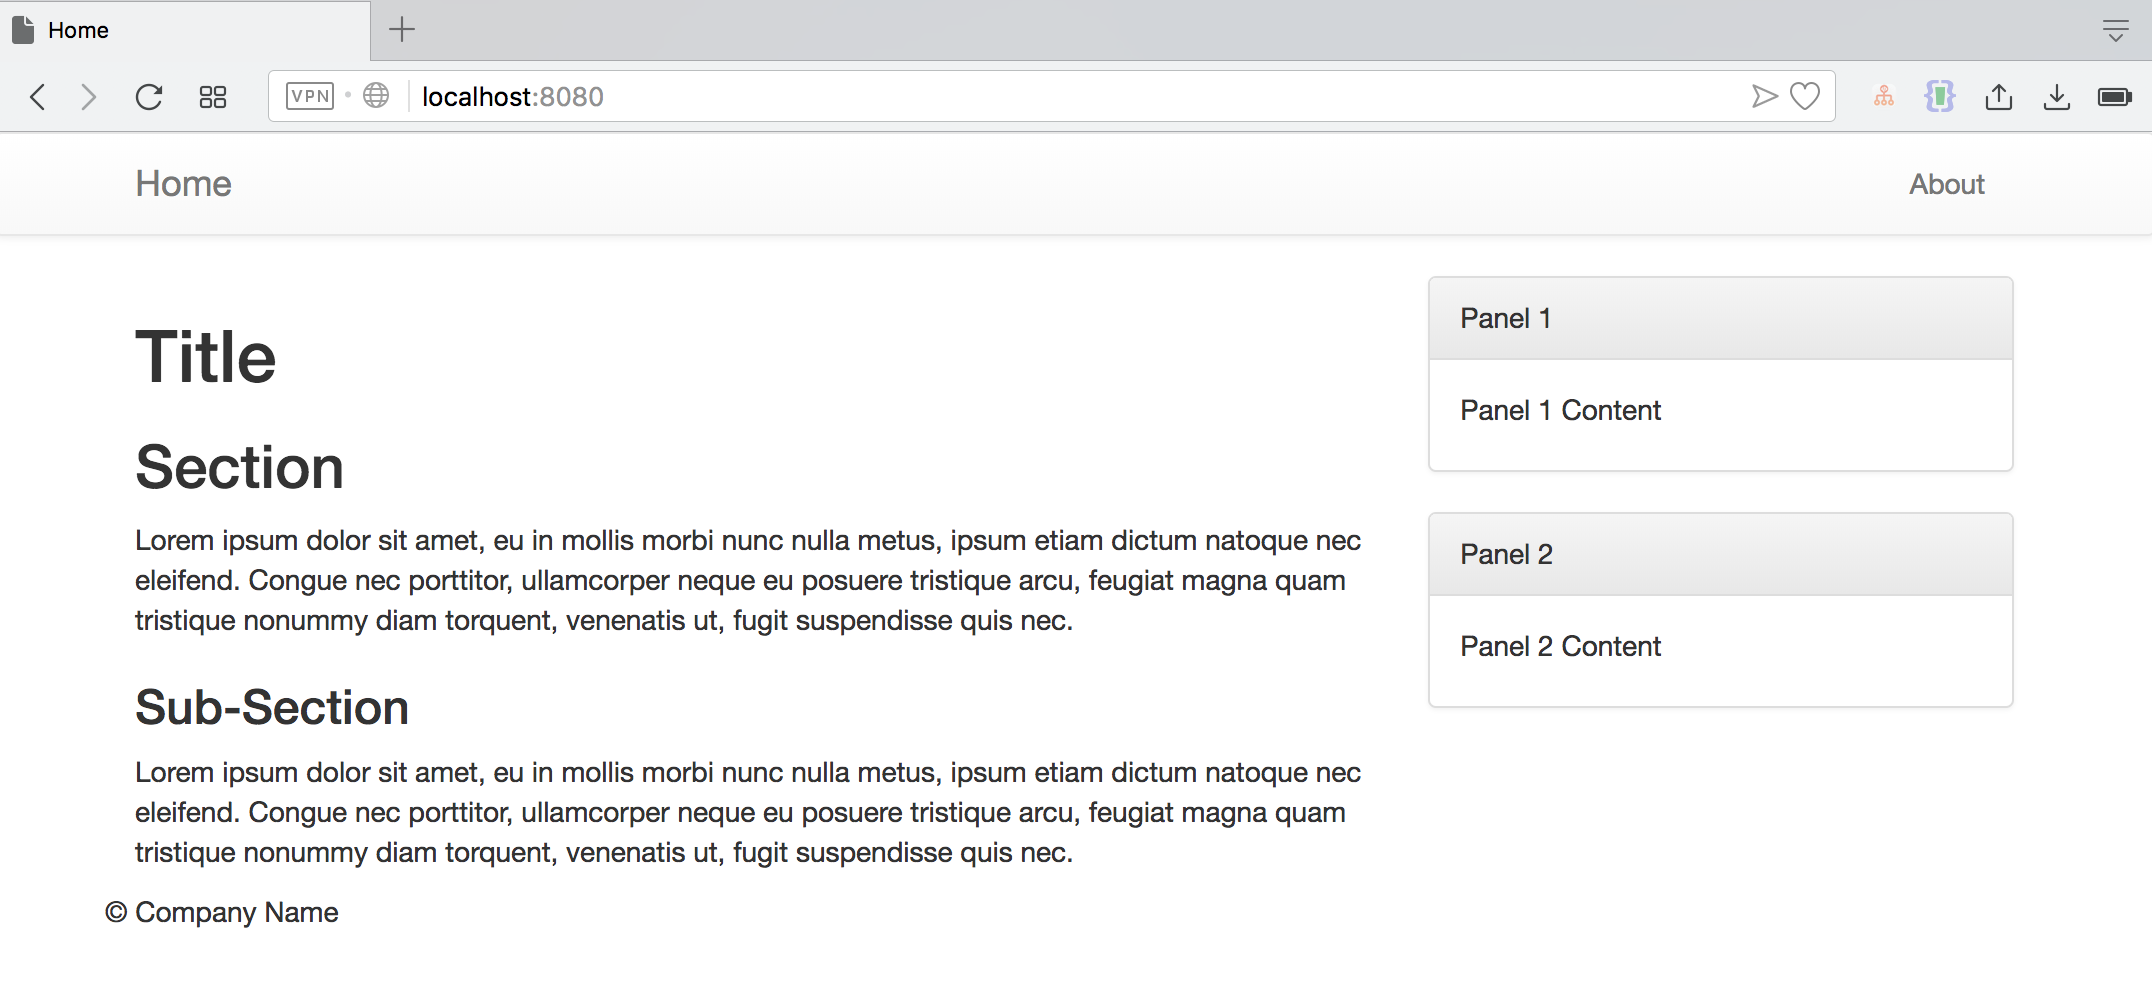 Home
VPN localhost:8080
Home About
Title
Section
Lorem ipsum dolor sit amet, eu in mollis morbi nunc nulla metus, ipsum etiam dictum natoque nec
eleifend. Congue nec porttitor, ullamcorper neque eu posuere tristique arcu, feugiat magna quam
tristique nonummy diam torquent, venenatis ut, fugit suspendisse quis nec.
Sub-Section
Lorem ipsum dolor sit amet, eu in mollis morbi nunc nulla metus, ipsum etiam dictum natoque nec
eleifend. Congue nec porttitor, ullamcorper neque eu posuere tristique arcu, feugiat magna quam
tristique nonummy diam torquent, venenatis ut, fugit suspendisse quis nec.
Panel 1
Panel 1 Content
Panel 2
Panel 2 Content
© Company Name